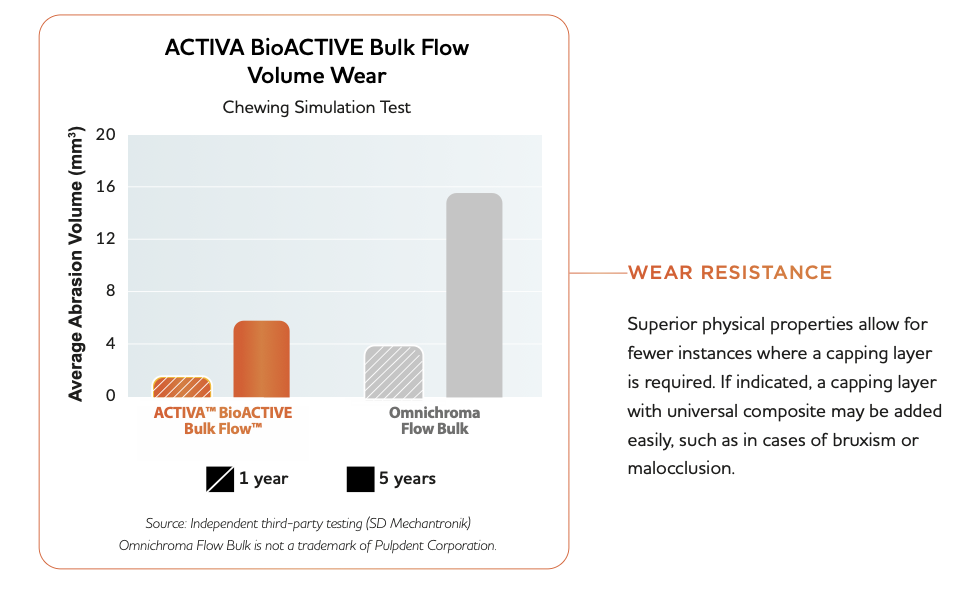 ACTIVA BioACTIVE Bulk Flow
Volume Wear
Chewing Simulation Test
Average Abrasion Volume (mm³)
20
16
12
8
4
0
ACTIVA™ BioACTIVE
Bulk Flow™
Omnichroma
Flow Bulk
1 year
5 years
Source: Independent third-party testing (SD Mechantronik)
Omnichroma Flow Bulk is not a trademark of Pulpdent Corporation.
WEAR RESISTANCE
Superior physical properties allow for
fewer instances where a capping layer
is required. If indicated, a capping layer
with universal composite may be added
easily, such as in cases of bruxism or
malocclusion.